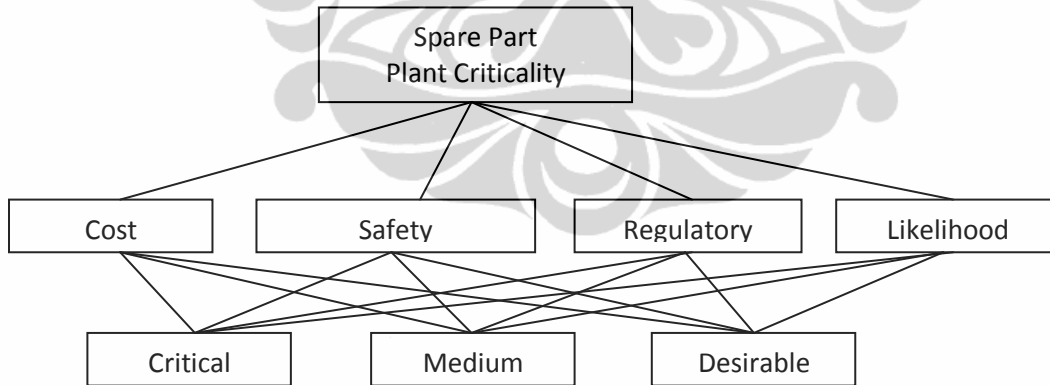 Spare Part
Plant Criticality
Cost
Safety
Regulatory
Likelihood
Critical
Medium
Desirable